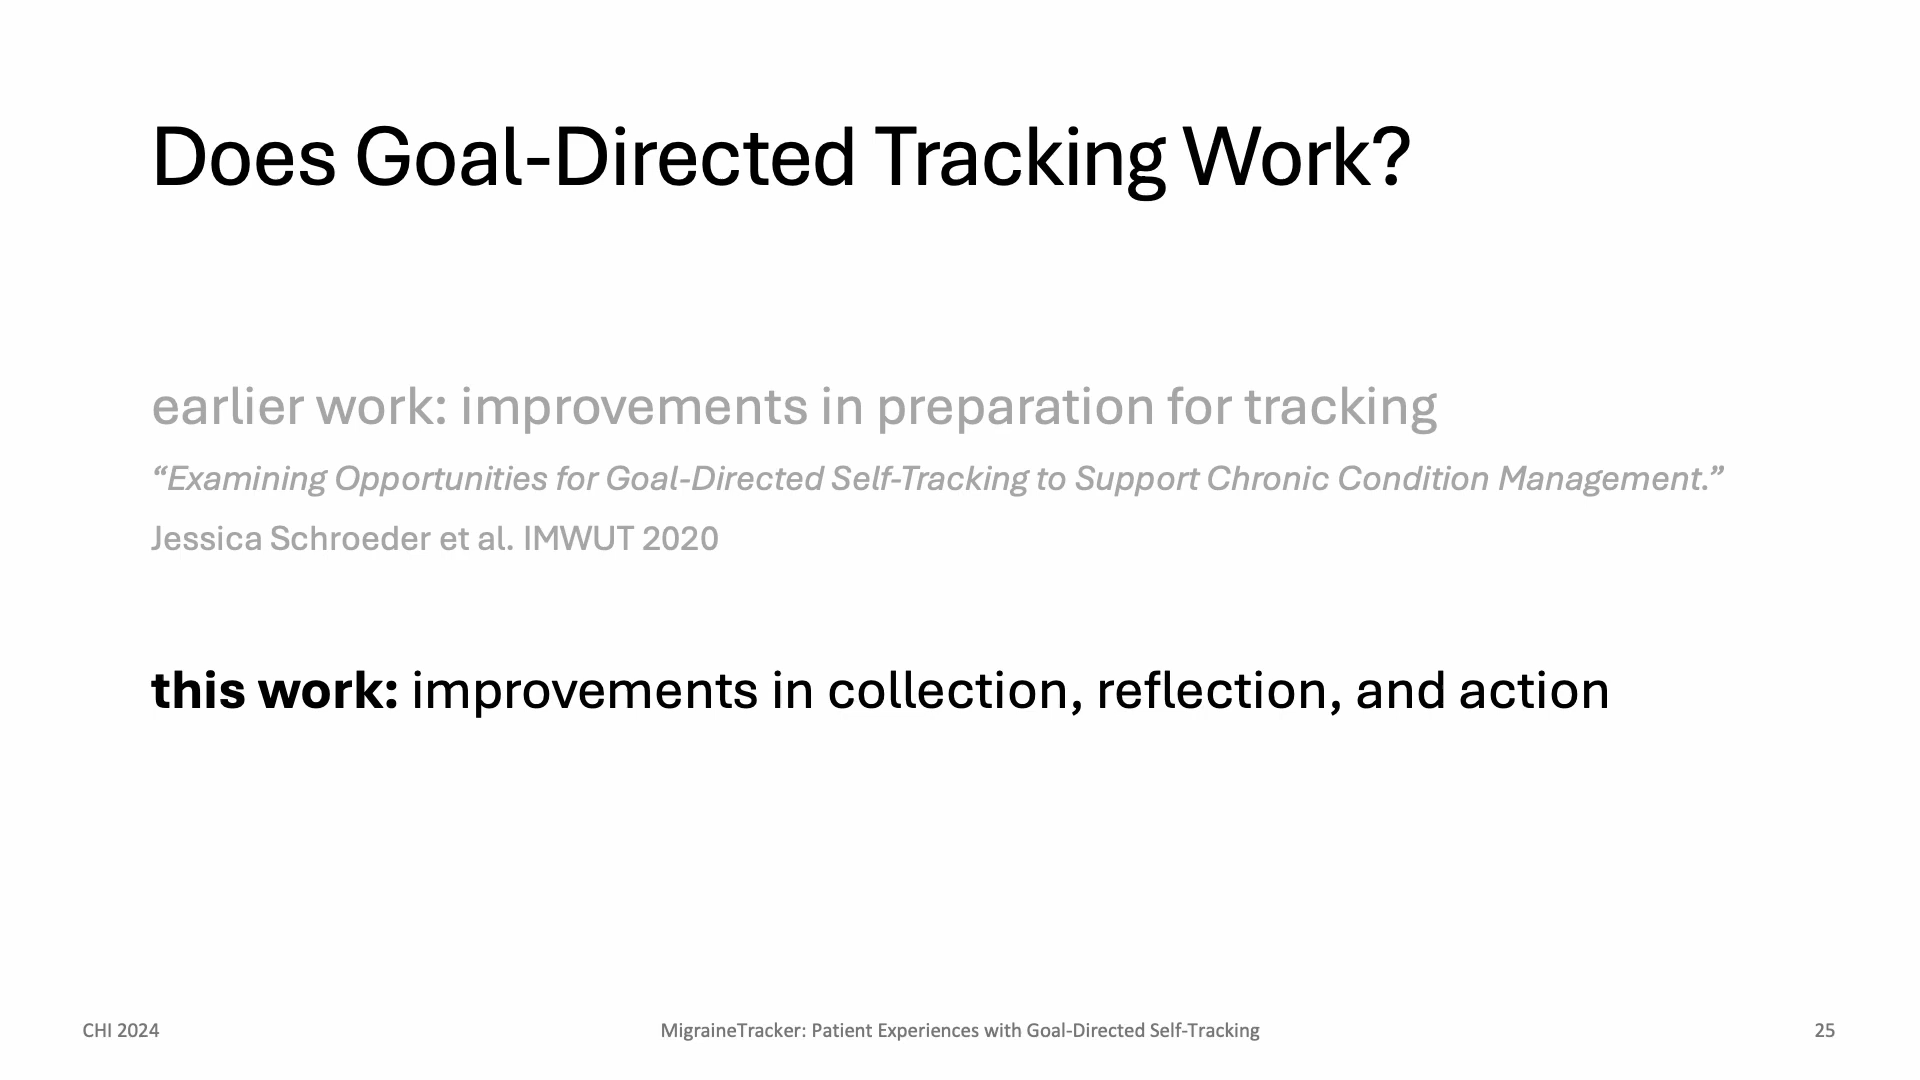 Does Goal-Directed Tracking Work?
earlier work: improvements in preparation for tracking
“Examining Opportunities for Goal-Directed Self-Tracking to Support Chronic Condition Management.”
Jessica Schroeder et al. IMWUT 2020
this work: improvements in collection, reflection, and action
CHI 2024
MigraineTracker: Patient Experiences with Goal-Directed Self-Tracking
25